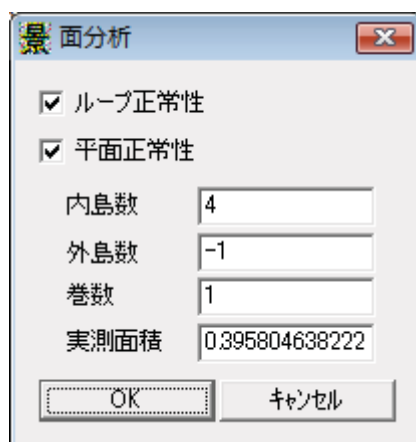 景 面分析
ループ正常性
平面正常性
内島数 4
外島数 -1
巻数 1
実測面積 0.395804638222
OK キャンセル